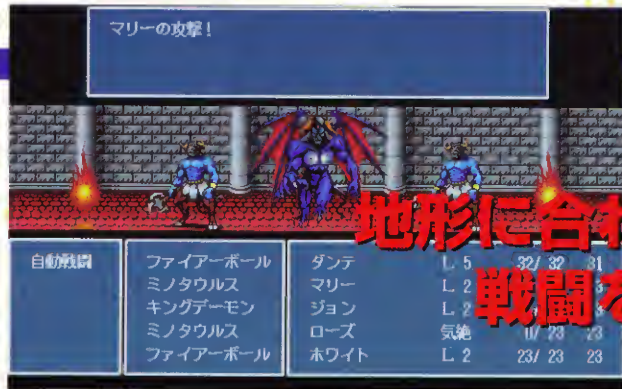 マリーの攻撃!
自動戦闘
ファイアーボール
ミノタウルス
キングデーモン
ミノタウルス
ファイアーボール
ダンテ L 5 32/ 32 31
マリー L 2
ジョン L 2
ローズ 気絶 0/ 23 23
ホワイト L 2 23/ 23 23
地形に合わ
戦闘を